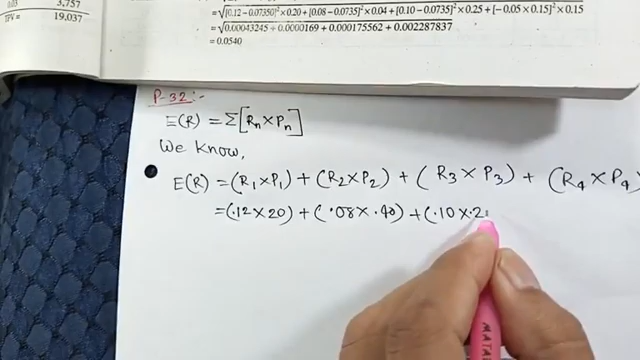 3,757
TPV = 19,037
= √[0.12 – 0.07350]² × 0.20 + [0.08 – 0.0735]² × 0.04 + [0.10 – 0.0735]² × 0.25 + [–0.05 × 0.15]² × 0.15
= √0.00043245 + 0.0000169 + 0.000175562 + 0.002287837
= 0.0540
P-32:-
E(R) = Σ[Rn×Pn]
We Know,
E(R) = (R1×P1) + (R2×P2) + (R3×P3) + (R4×P4
= (.12×20) + (.08×.40) + (.10×.2
MATA